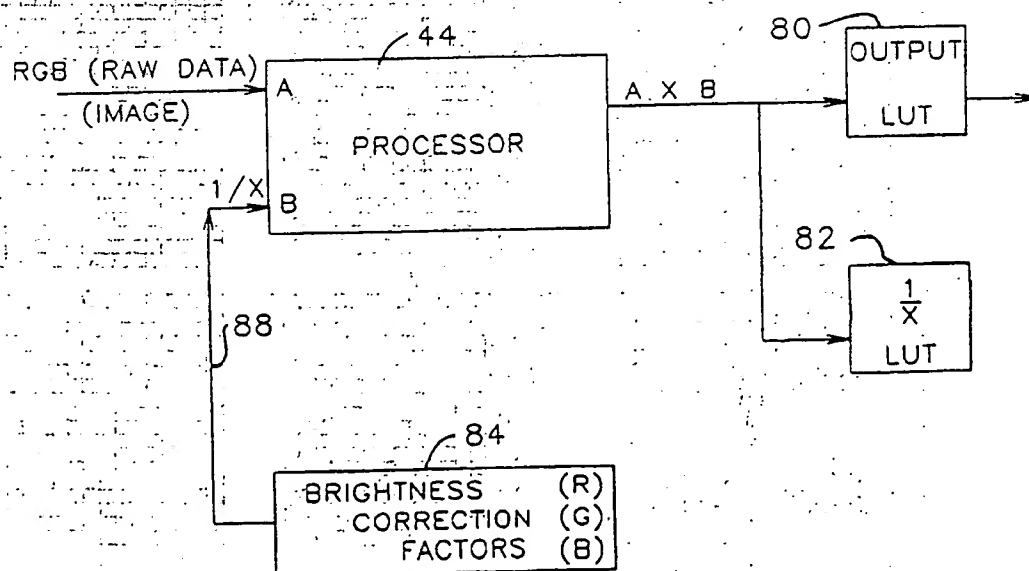 44
80
RGB (RAW DATA)
(IMAGE)
A
PROCESSOR
1/X
B
A X B
OUTPUT
LUT
82
1
X
LUT
88
84
BRIGHTNESS (R)
CORRECTION (G)
FACTORS (B)